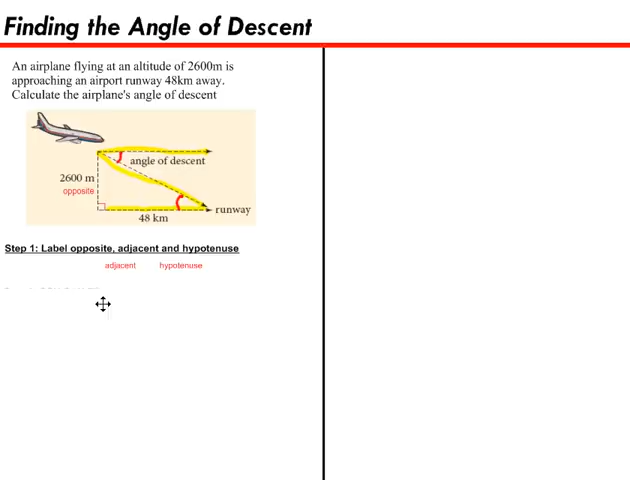 Finding the Angle of Descent
An airplane flying at an altitude of 2600m is
approaching an airport runway 48km away.
Calculate the airplane's angle of descent
angle of descent
2600 m
opposite
runway
48 km
Step 1: Label opposite, adjacent and hypotenuse
adjacent hypotenuse